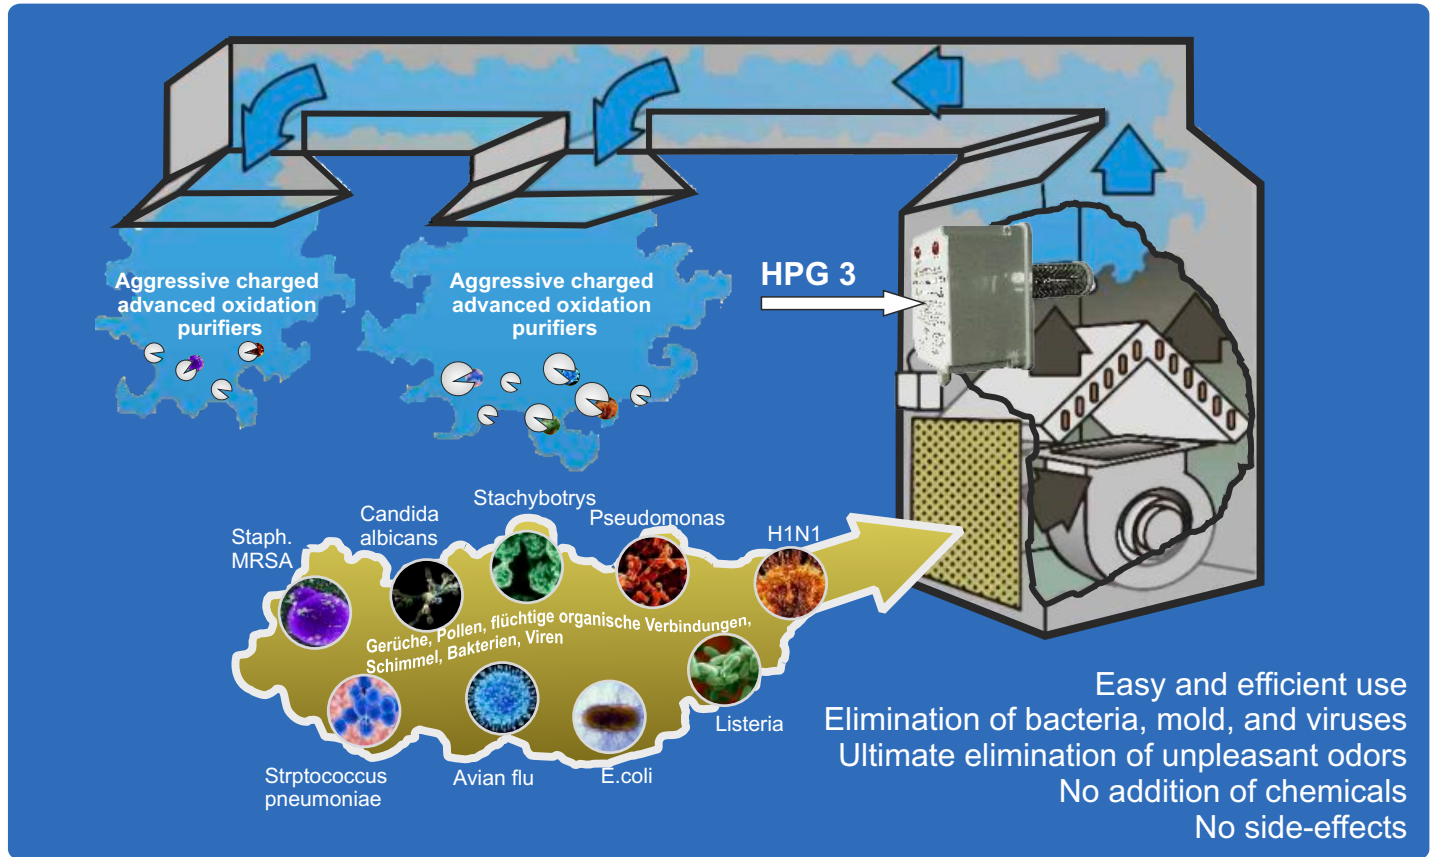 Aggressive charged
advanced oxidation
purifiers
Aggressive charged
advanced oxidation
purifiers
HPG 3
Stachybotrys
Candida
albicans
Pseudomonas
Staph.
MRSA
H1N1
Gerüche, Pollen, flüchtige organische Verbindungen,
Schimmel, Bakterien, Viren
Listeria
Strptococcus
pneumoniae
Avian flu
E.coli
Easy and efficient use
Elimination of bacteria, mold, and viruses
Ultimate elimination of unpleasant odors
No addition of chemicals
No side-effects